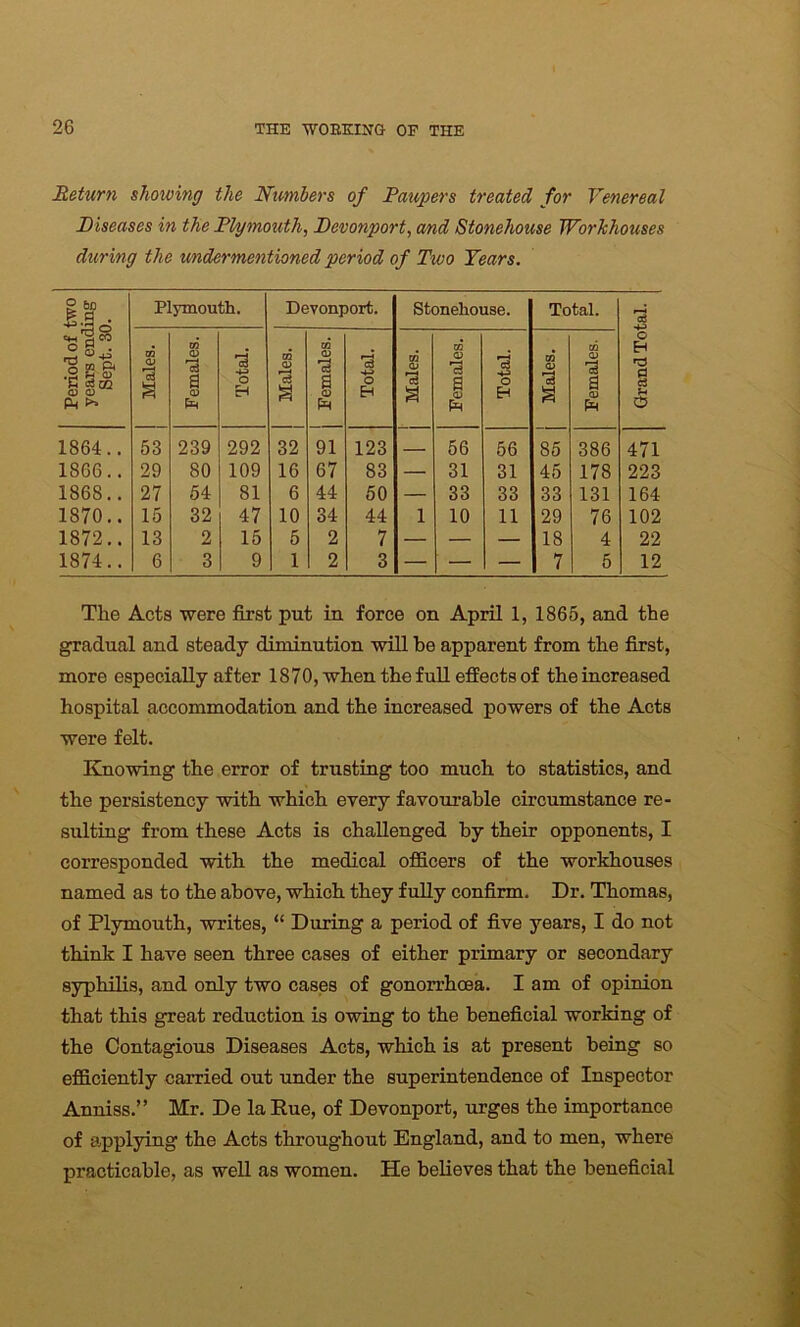 26 THE WORKING OF THE
Return showing the Numbers of Paupers treated for Venereal
Diseases in the Plymouth, Devonport, and Stonehouse Workhouses
during the undermentioned period of Two Years.
Period of two years ending Sept. 30. Plymouth. Devonport. Stonehouse. Total. Grand Total.
Males. Females. Total. Males. Females. Total. Males. Females. Total. Males. Females.
1864.. 53 239 292 32 91 123 — 56 56 85 386 471
1866.. 29 80 109 16 67 83 — 31 31 45 178 223
1868.. 27 54 81 6 44 50 — 33 33 33 131 164
1870.. 15 32 47 10 34 44 1 10 11 29 76 102
1872.. 13 2 15 5 2 7 — — — 18 4 22
1874.. 6 3 9 1 2 3 — — — 7 5 12
The Acts were first put in force on April 1, 1865, and the
gradual and steady diminution will be apparent from the first,
more especially after 1870, when the full effects of the increased
hospital accommodation and the increased powers of the Acts
were felt.
Knowing the error of trusting too much to statistics, and
the persistency with which every favourable circumstance re-
sulting from these Acts is challenged by their opponents, I
corresponded with the medical officers of the workhouses
named as to the above, which they fully confirm. Dr. Thomas,
of Plymouth, writes, “ During a period of five years, I do not
think I have seen three cases of either primary or secondary
syphilis, and only two cases of gonorrhœa. I am of opinion
that this great reduction is owing to the beneficial working of
the Contagious Diseases Acts, which is at present being so
efficiently carried out under the superintendence of Inspector
Anniss.” Mr. De la Rue, of Devonport, urges the importance
of applying the Acts throughout England, and to men, where
practicable, as well as women. He believes that the beneficial